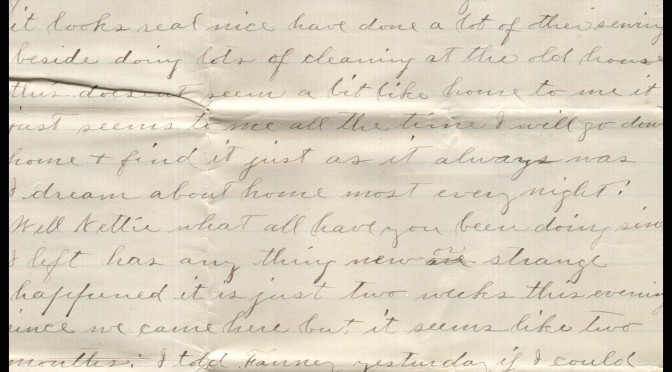 it looks real nice have done a lot of other sewing
beside doing lots of cleaning at the old house
this does not seem a bit like home to me it
just seems to me all the time I will go down
home + find it just as it always was
I dream about home most every night.
Well Nettie what all have you been doing sinc
I left has any thing new or strange
happened it is just two weeks this evening
since we came here but it seems like two
months. I told Fanney yesturday if I could